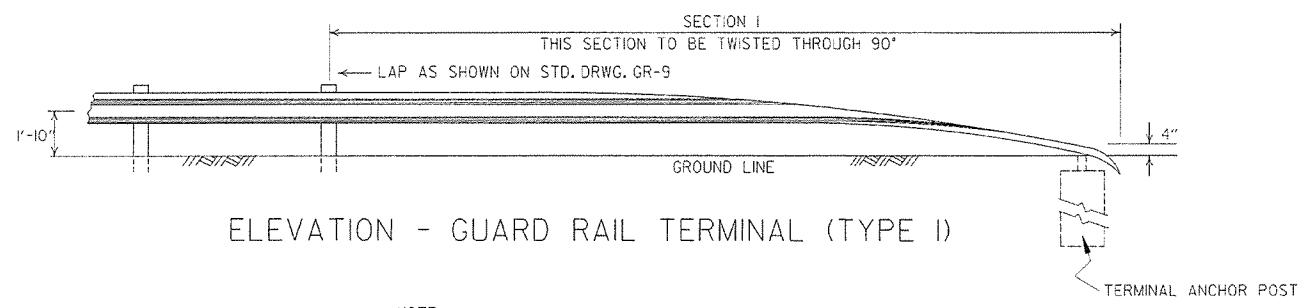 SECTION I
THIS SECTION TO BE TWISTED THROUGH 90°
LAP AS SHOWN ON STD. DRWG. GR-9
1'-10"
4"
GROUND LINE
ELEVATION - GUARD RAIL TERMINAL (TYPE I)
TERMINAL ANCHOR POST